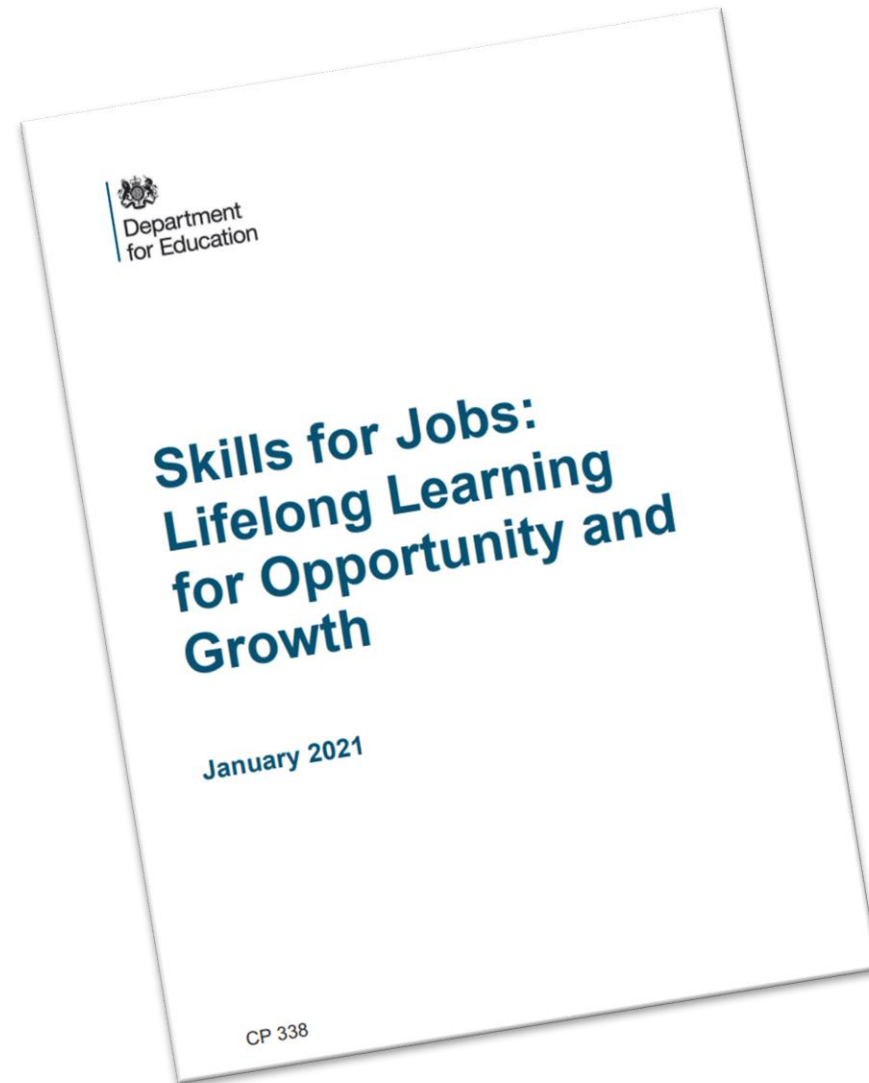 Department
for Education
Skills for Jobs:
Lifelong Learning
for Opportunity and
Growth
January 2021
CP 338